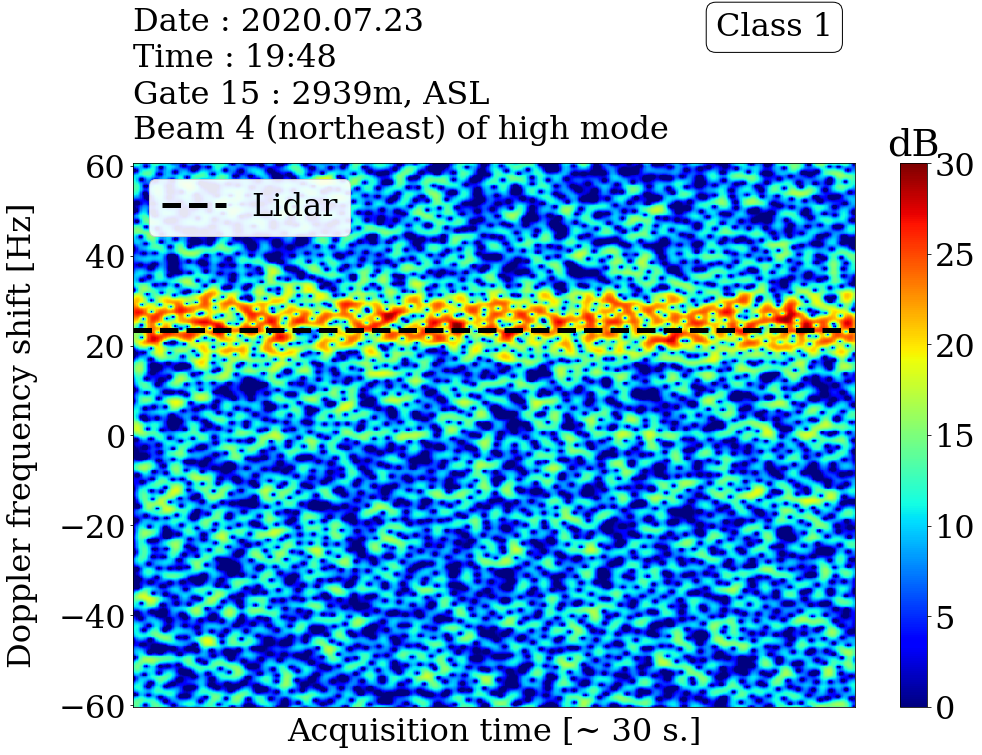 Date : 2020.07.23
Class 1
Time : 19:48
Gate 15 : 2939m, ASL
Beam 4 (northeast) of high mode
dB
Lidar
60
40
20
0
−20
−40
−60
Doppler frequency shift [Hz]
Acquisition time [~ 30 s.]
30
25
20
15
10
5
0